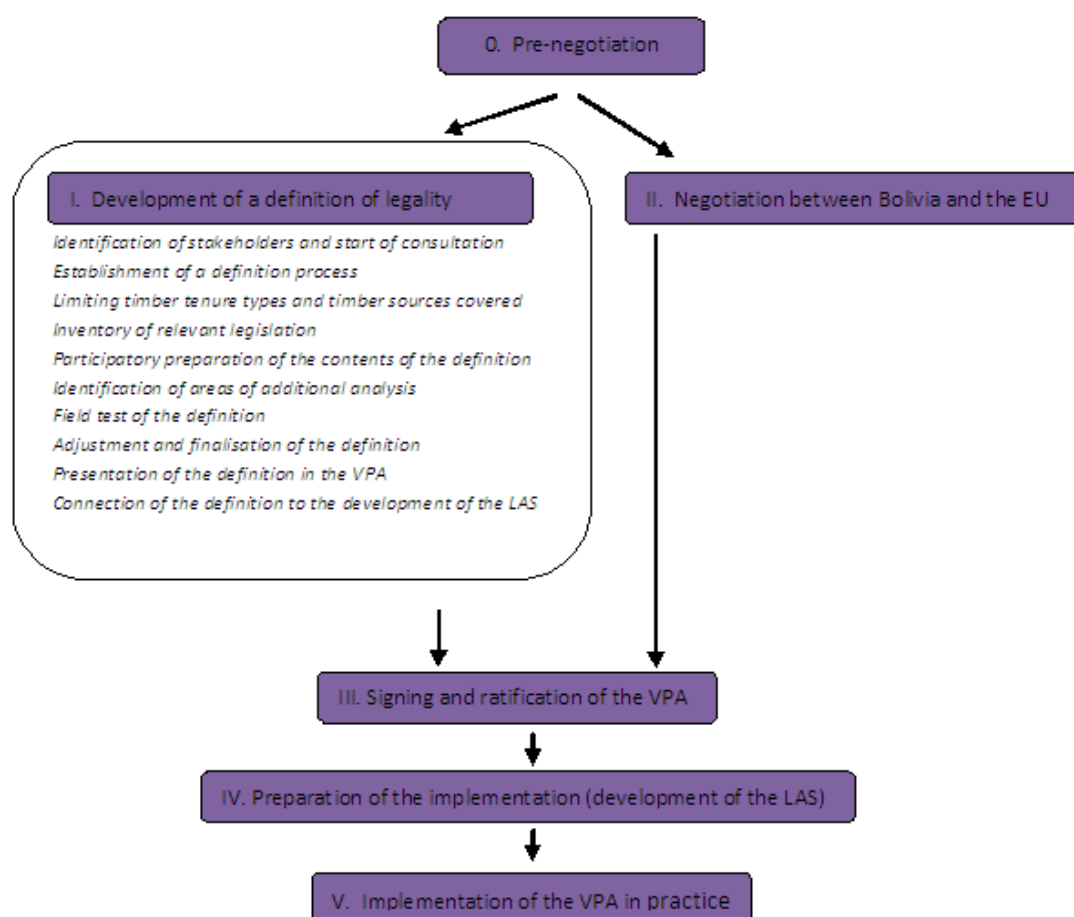 0. Pre-negotiation
I. Development of a definition of legality
II. Negotiation between Bolivia and the EU
Identification of stakeholders and start of consultation
Establishment of a definition process
Limiting timber tenure types and timber sources covered
Inventory of relevant legislation
Participatory preparation of the contents of the definition
Identification of areas of additional analysis
Field test of the definition
Adjustment and finalisation of the definition
Presentation of the definition in the VPA
Connection of the definition to the development of the LAS
III. Signing and ratification of the VPA
IV. Preparation of the implementation (development of the LAS)
V. Implementation of the VPA in practice